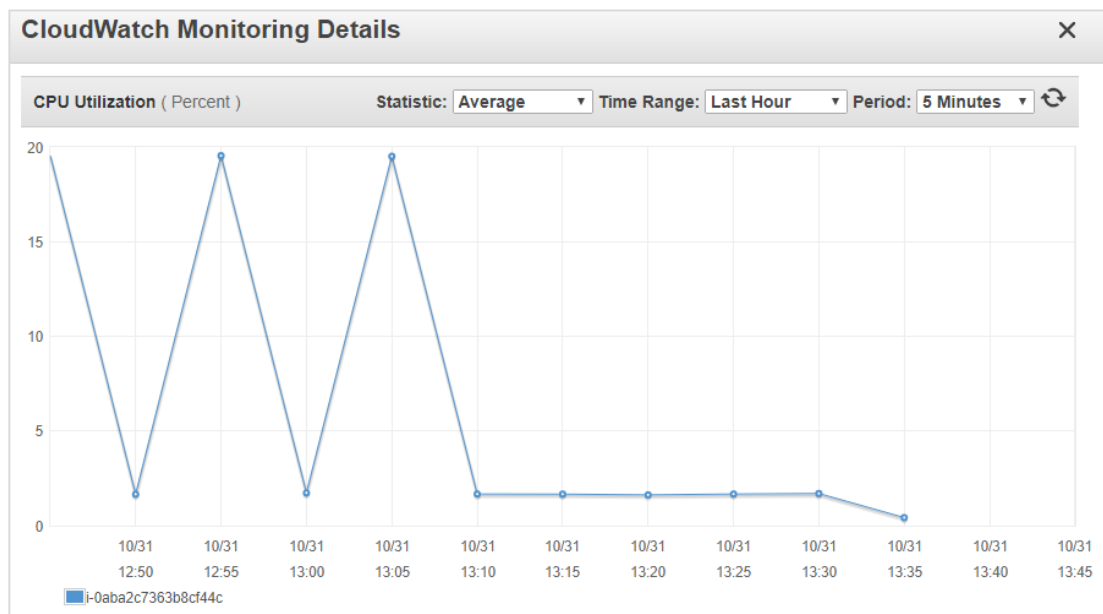 CloudWatch Monitoring Details
CPU Utilization ( Percent ) Statistic: Average Time Range: Last Hour Period: 5 Minutes
20
15
10
5
0
10/31 10/31 10/31 10/31 10/31 10/31 10/31 10/31 10/31 10/31 10/31 10/31
12:50 12:55 13:00 13:05 13:10 13:15 13:20 13:25 13:30 13:35 13:40 13:45
i-0aba2c7363b8cf44c